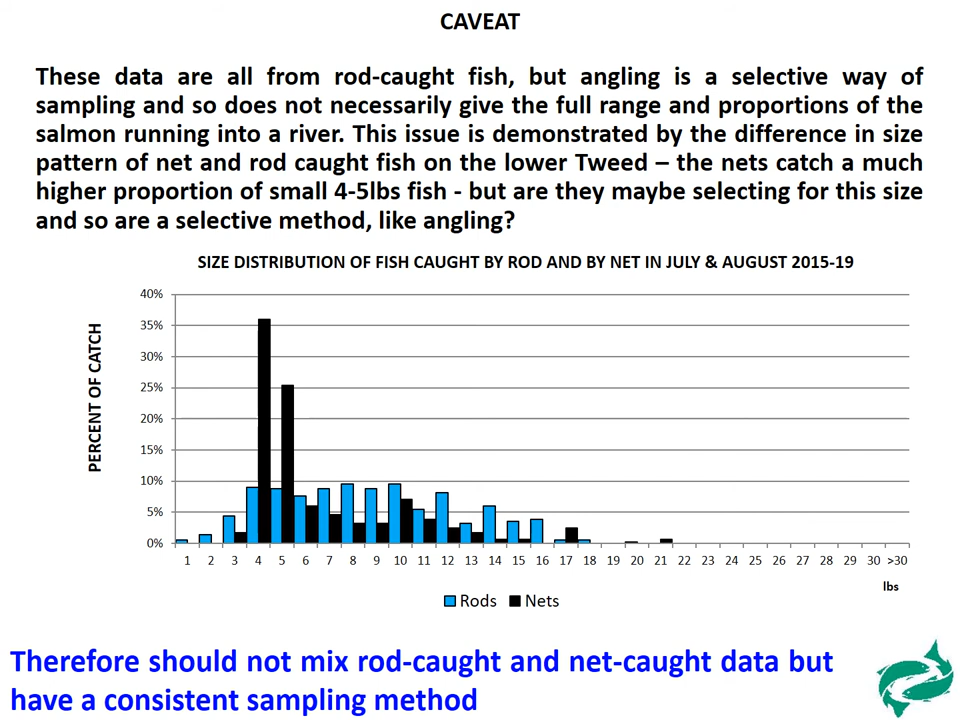 CAVEAT
These data are all from rod-caught fish, but angling is a selective way of
sampling and so does not necessarily give the full range and proportions of the
salmon running into a river. This issue is demonstrated by the difference in size
pattern of net and rod caught fish on the lower Tweed – the nets catch a much
higher proportion of small 4-5lbs fish - but are they maybe selecting for this size
and so are a selective method, like angling?
SIZE DISTRIBUTION OF FISH CAUGHT BY ROD AND BY NET IN JULY & AUGUST 2015-19
PERCENT OF CATCH
40%
35%
30%
25%
20%
15%
10%
5%
0%
1 2 3 4 5 6 7 8 9 10 11 12 13 14 15 16 17 18 19 20 21 22 23 24 25 26 27 28 29 30 >30
lbs
Rods Nets
Therefore should not mix rod-caught and net-caught data but
have a consistent sampling method